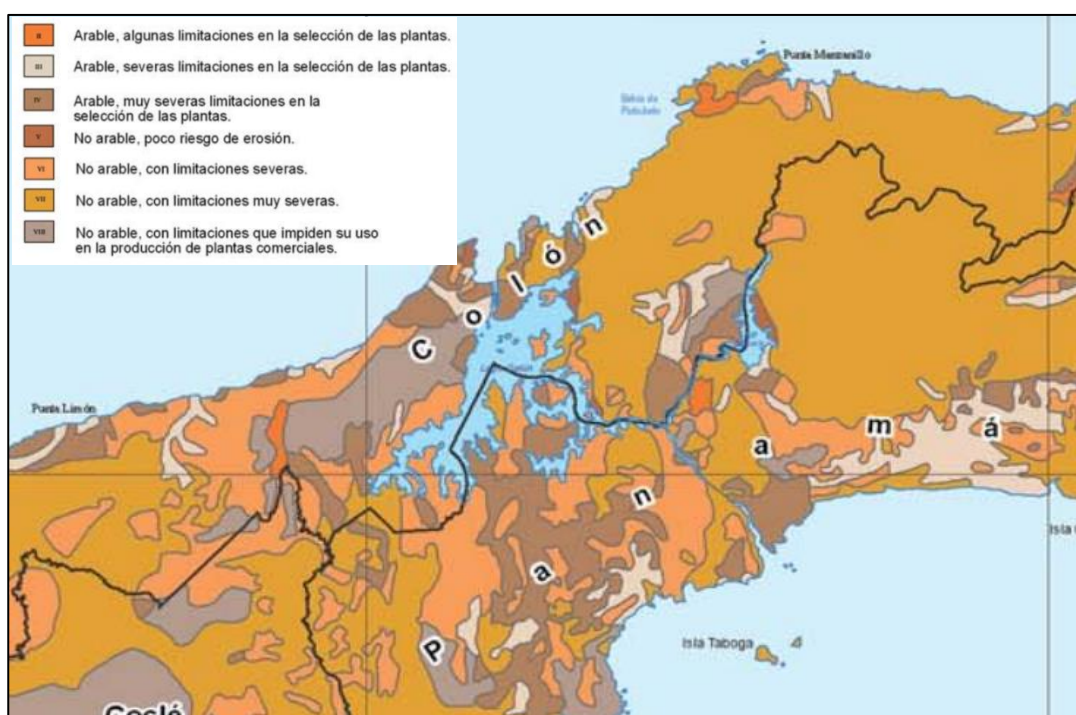 II
Arable, algunas limitaciones en la selección de las plantas.
III
Arable, severas limitaciones en la selección de las plantas.
IV
Arable, muy severas limitaciones en la
selección de las plantas.
V
No arable, poco riesgo de erosión.
VI
No arable, con limitaciones severas.
VII
No arable, con limitaciones muy severas.
VIII
No arable, con limitaciones que impiden su uso
en la producción de plantas comerciales.
Punta Manzanillo
Bahía de
Colón
Punta Limón
Panamá
Isla
Isla Taboga
Coclé